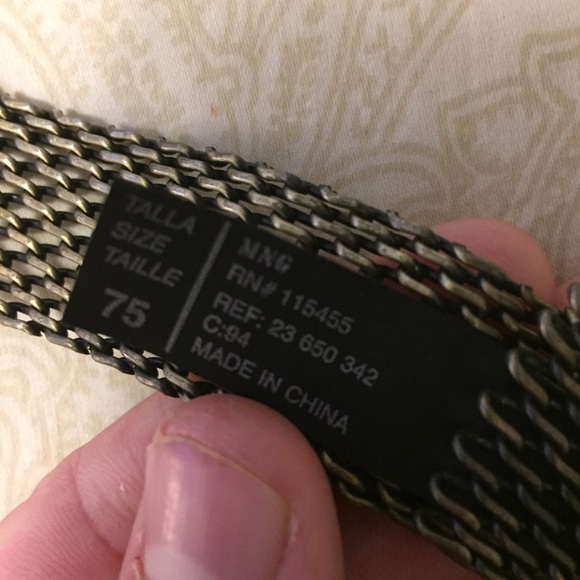 TALLA
SIZE
TAILLE
75
MNG
RN# 115455
REF: 23 650 342
C:94
MADE IN CHINA